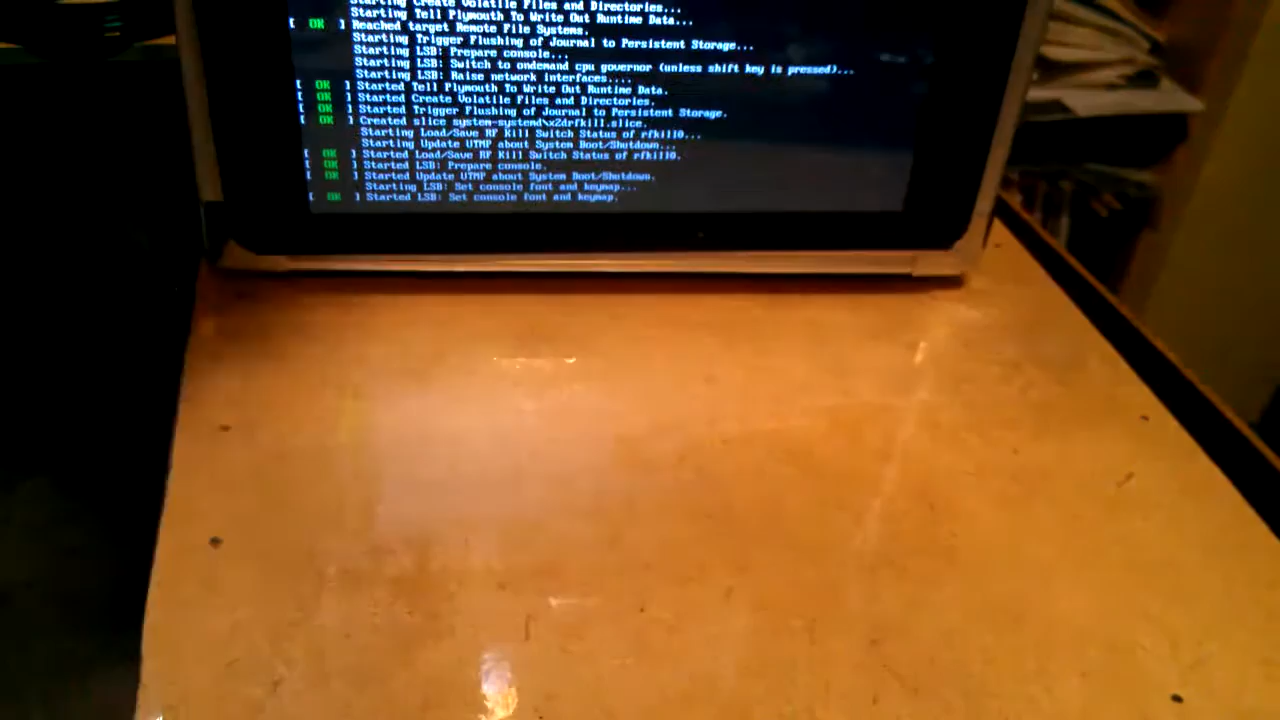 Starting Create Volatile Files and Directories...
Starting Tell Plymouth To Write Out Runtime Data...
[ OK ] Reached target Remote File Systems.
Starting Trigger Flushing of Journal to Persistent Storage...
Starting LSB: Prepare console...
Starting LSB: Switch to ondemand cpu governor (unless shift key is pressed)...
Starting LSB: Raise network interfaces....
[ OK ] Started Tell Plymouth To Write Out Runtime Data.
[ OK ] Started Create Volatile Files and Directories.
[ OK ] Started Trigger Flushing of Journal to Persistent Storage.
[ OK ] Created slice system-systemd\x2drfkill.slice.
Starting Load/Save RF Kill Switch Status of rfkill0...
Starting Update UTMP about System Boot/Shutdown...
[ OK ] Started Load/Save RF Kill Switch Status of rfkill0.
[ OK ] Started LSB: Prepare console.
[ OK ] Started Update UTMP about System Boot/Shutdown.
Starting LSB: Set console font and keymap...
[ OK ] Started LSB: Set console font and keymap.